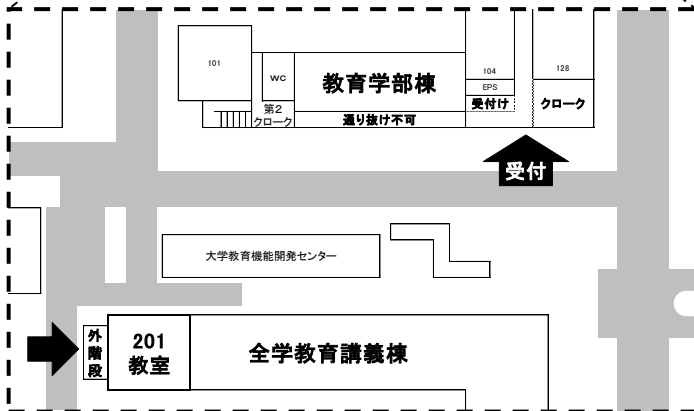 101
WC
教育学部棟
104
128
EPS
第2
クローク
受付け
クローク
通り抜け不可
受付
大学教育機能開発センター
外
階
段
201
教室
全学教育講義棟